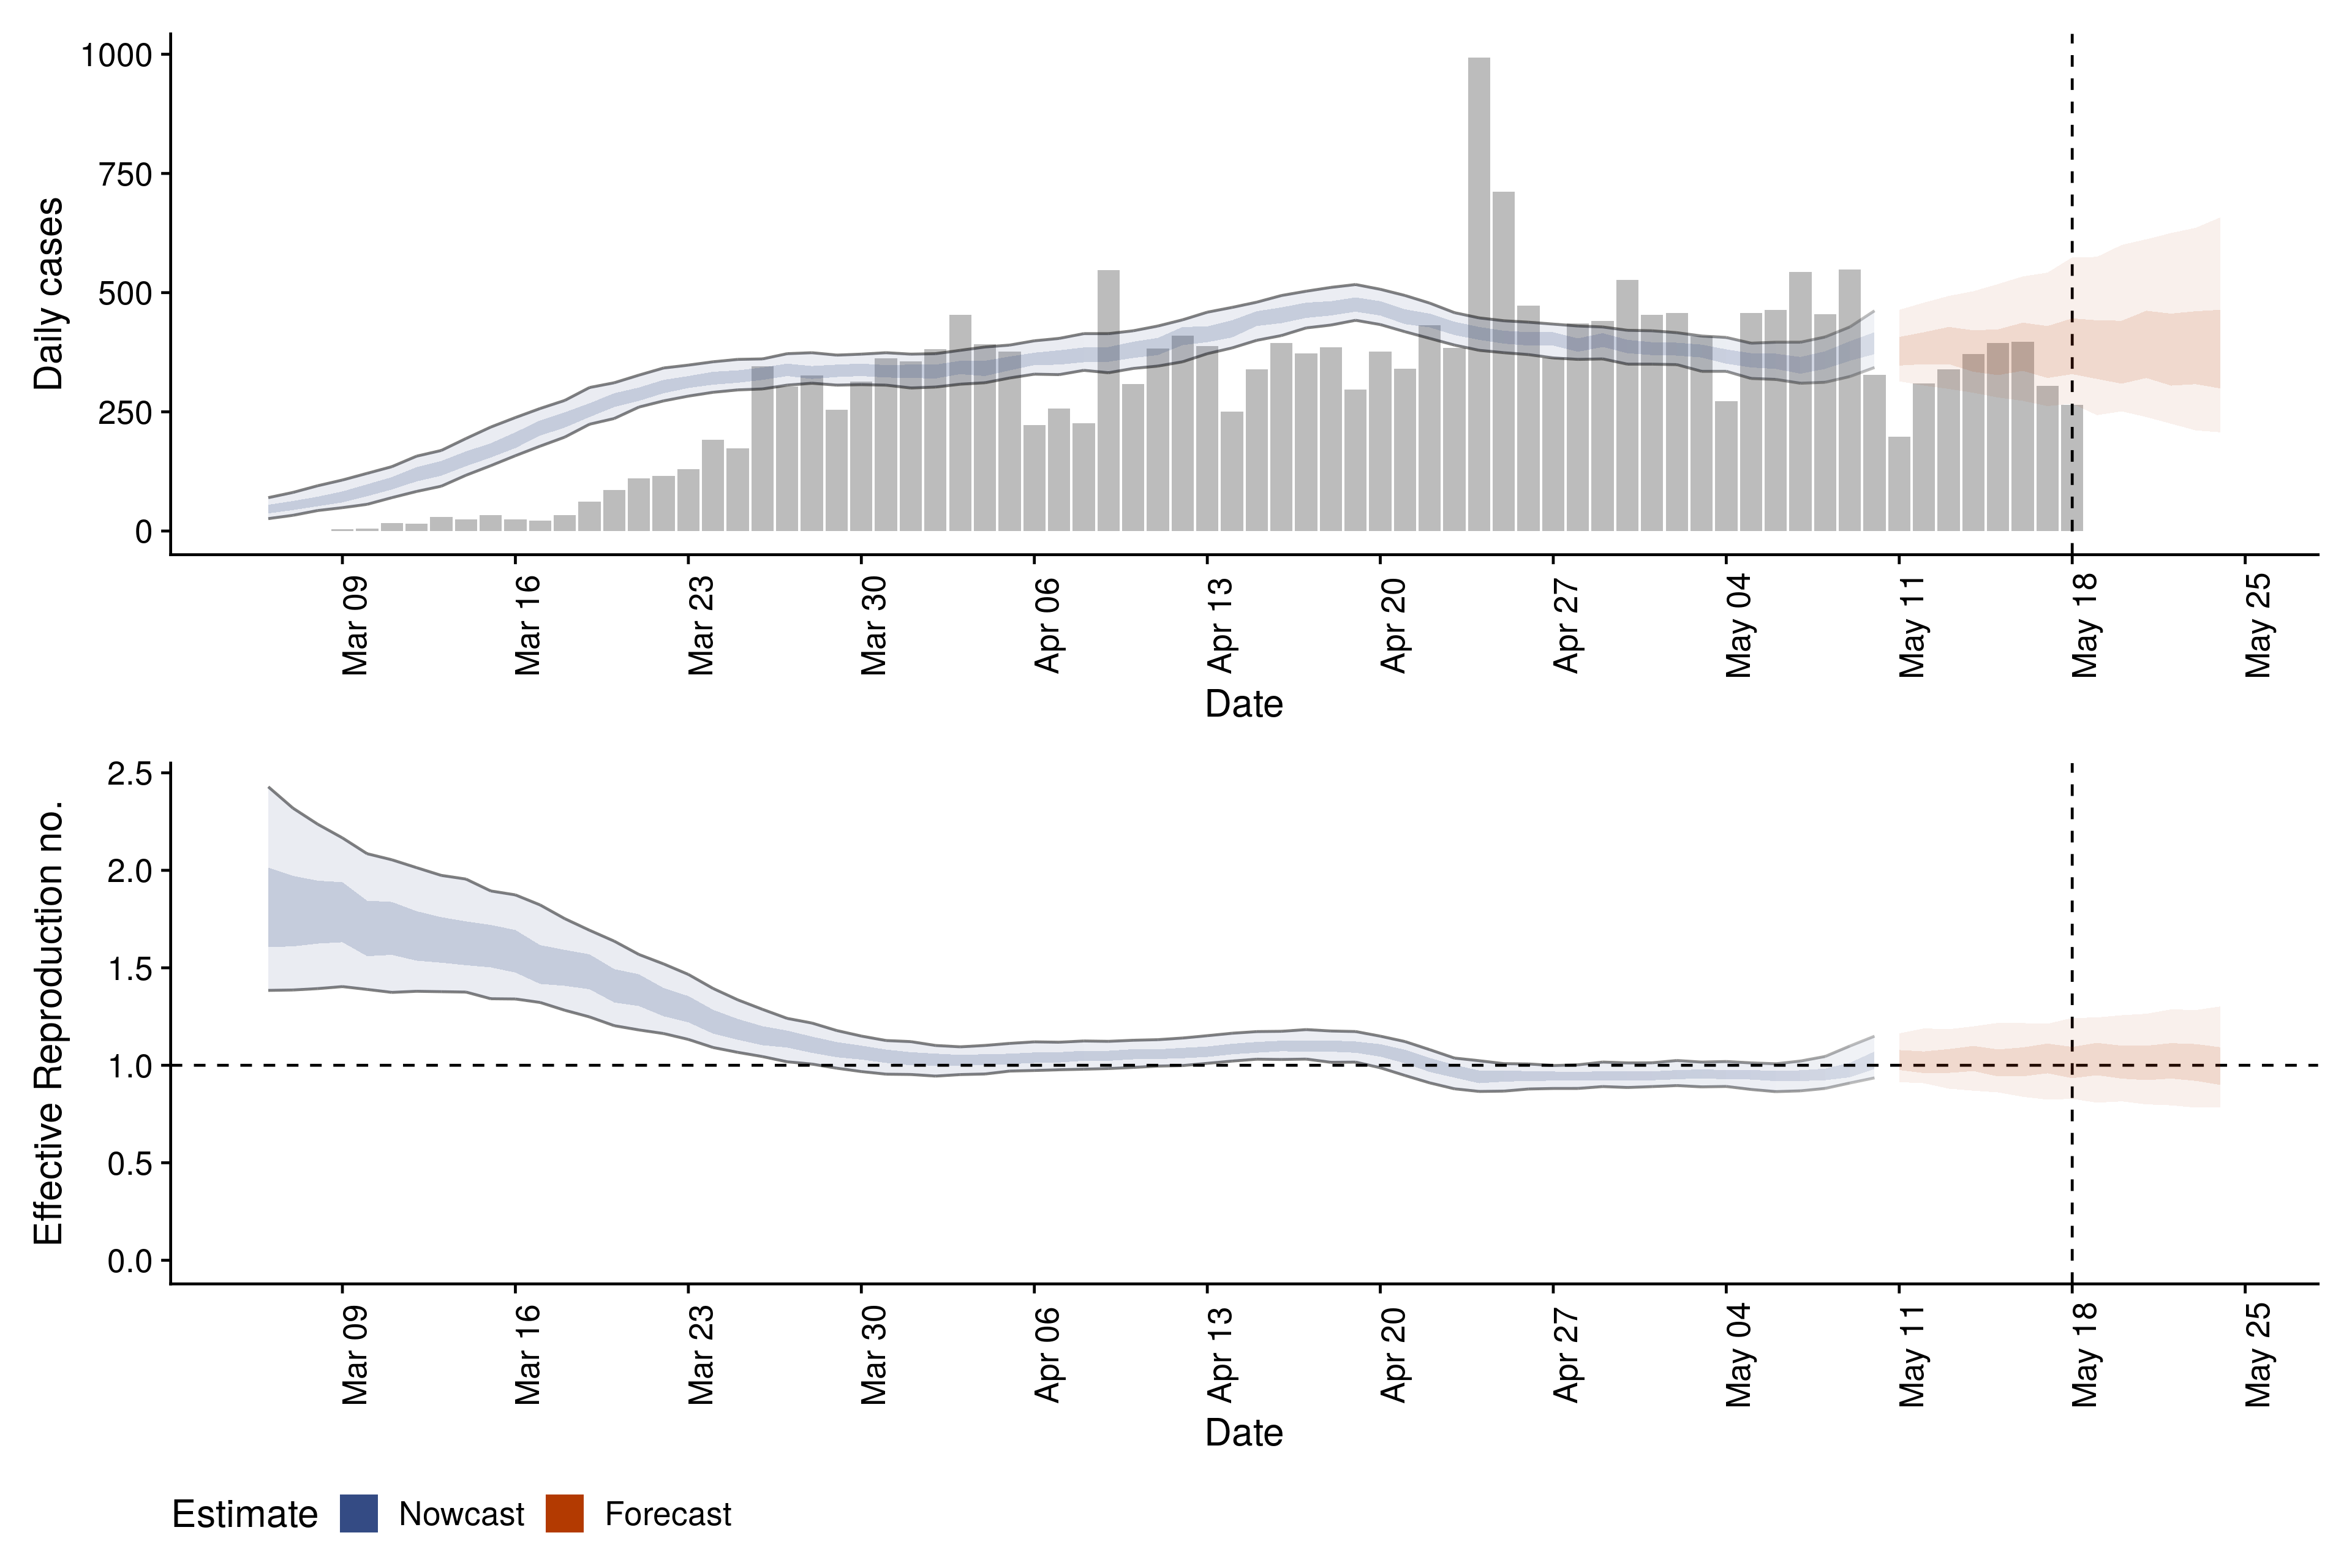 Daily cases
1000
750
500
250
0
Mar 09
Mar 16
Mar 23
Mar 30
Apr 06
Apr 13
Apr 20
Apr 27
May 04
May 11
May 18
May 25
Date
Effective Reproduction no.
2.5
2.0
1.5
1.0
0.5
0.0
Mar 09
Mar 16
Mar 23
Mar 30
Apr 06
Apr 13
Apr 20
Apr 27
May 04
May 11
May 18
May 25
Date
Estimate Nowcast Forecast